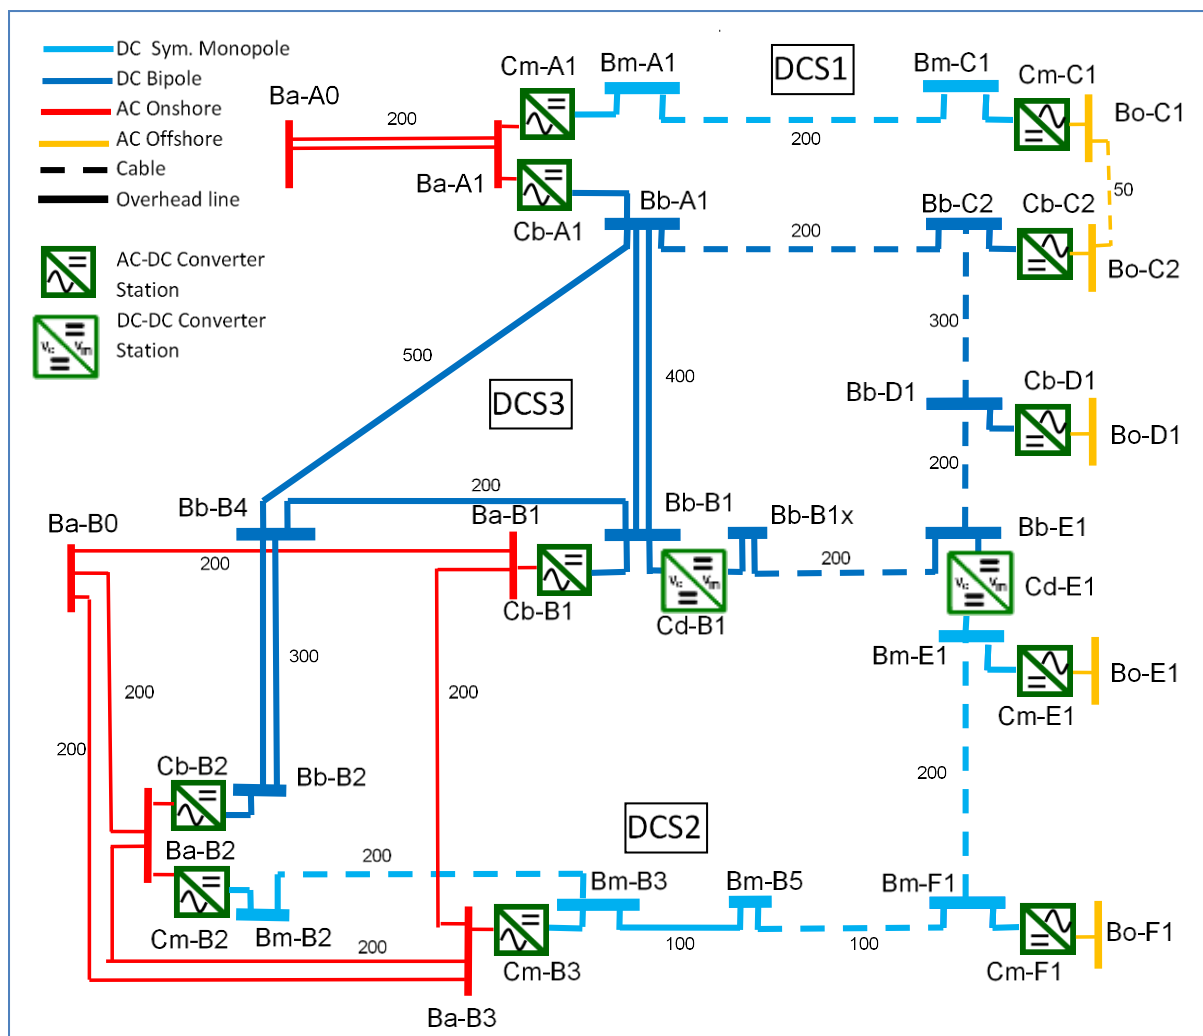 DC Sym. Monopole
DC Bipole
AC Onshore
AC Offshore
Cable
Overhead line
AC-DC Converter
Station
DC-DC Converter
Station
Cm-A1
Bm-A1
DCS1
Bm-C1
Cm-C1
Ba-A0
200
200
Bo-C1
Ba-A1
50
Bb-A1
Bb-C2
Cb-C2
Cb-A1
200
Bo-C2
300
500
400
DCS3
Bb-D1
Cb-D1
Bo-D1
200
200
Bb-B4
Ba-B1
Bb-B1
Bb-B1x
Bb-E1
Ba-B0
200
200
Cb-B1
Cd-B1
Cd-E1
Bm-E1
300
200
200
Bo-E1
Cm-E1
200
Cb-B2
Bb-B2
200
DCS2
Ba-B2
200
Bm-B3
Bm-B5
Bm-F1
Cm-B2
Bm-B2
200
100
100
Bo-F1
Cm-B3
Cm-F1
Ba-B3